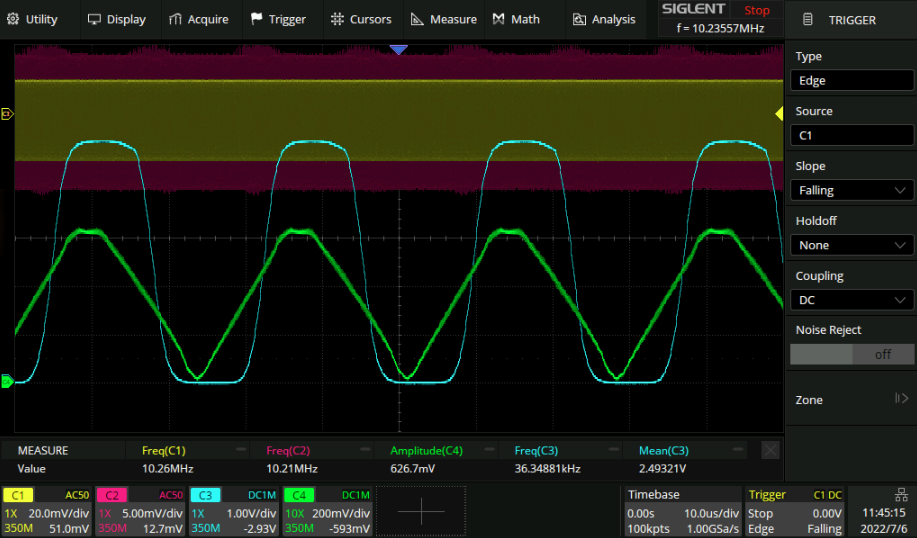 Utility Display Acquire Trigger Cursors Measure Math Analysis SIGLENT Stop
f = 10.23557MHz
TRIGGER
Type
Edge
Source
C1
Slope
Falling
Holdoff
None
Coupling
DC
Noise Reject
off
Zone
MEASURE Freq(C1) Freq(C2) Amplitude(C4) Freq(C3) Mean(C3)
Value 10.26MHz 10.21MHz 626.7mV 36.34881kHz 2.49321V
C1 AC50 C2 AC50 C3 DC1M C4 DC1M Timebase Trigger C1 DC
1X 20.0mV/div 1X 5.00mV/div 1X 1.00V/div 10X 200mV/div 0.00s 10.0us/div Stop 0.00V 11:45:15
350M 51.0mV 350M 12.7mV 350M -2.93V 350M -593mV 100kpts 1.00GSa/s Edge Falling 2022/7/6